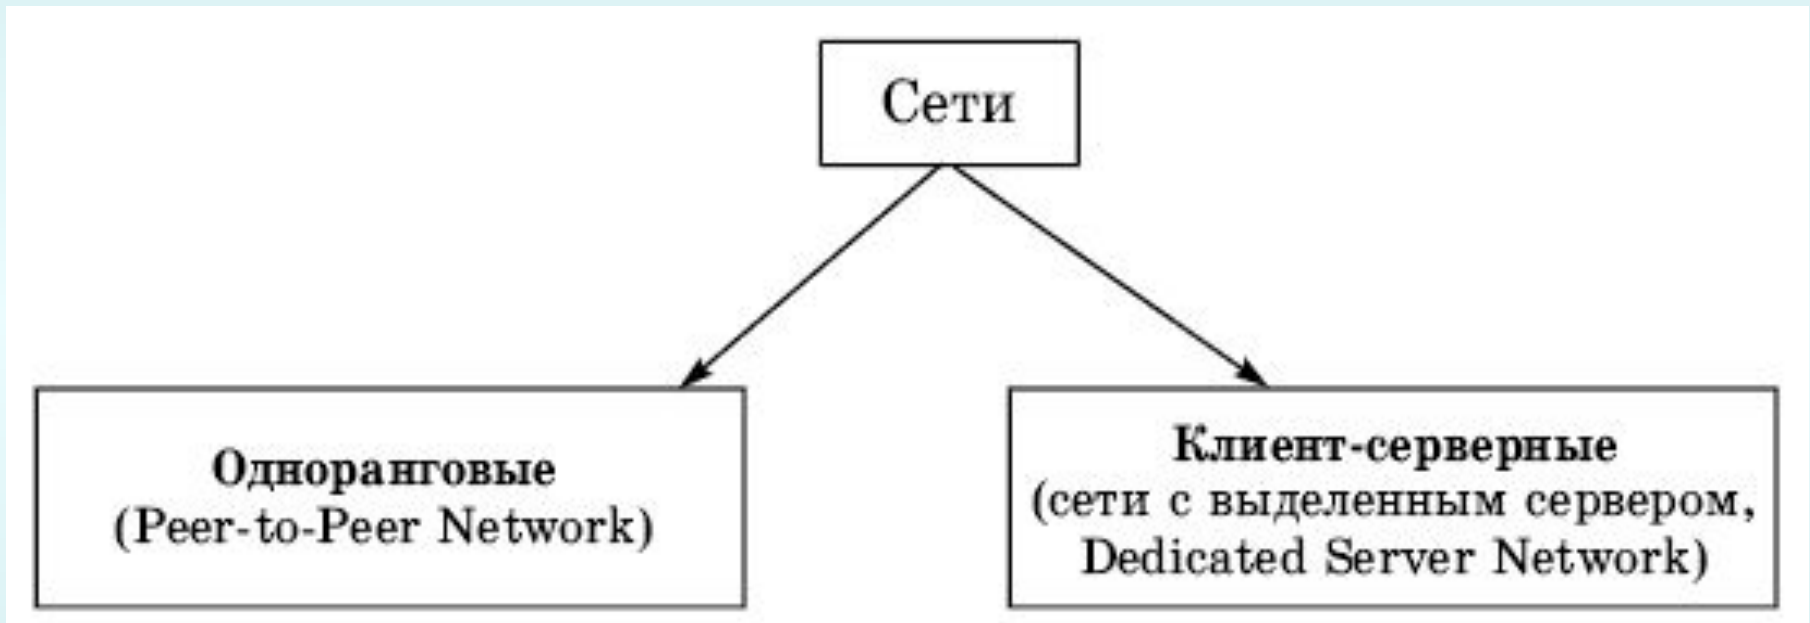 Сети
Одноранговые
(Peer-to-Peer Network)
Клиент-серверные
(сети с выделенным сервером,
Dedicated Server Network)